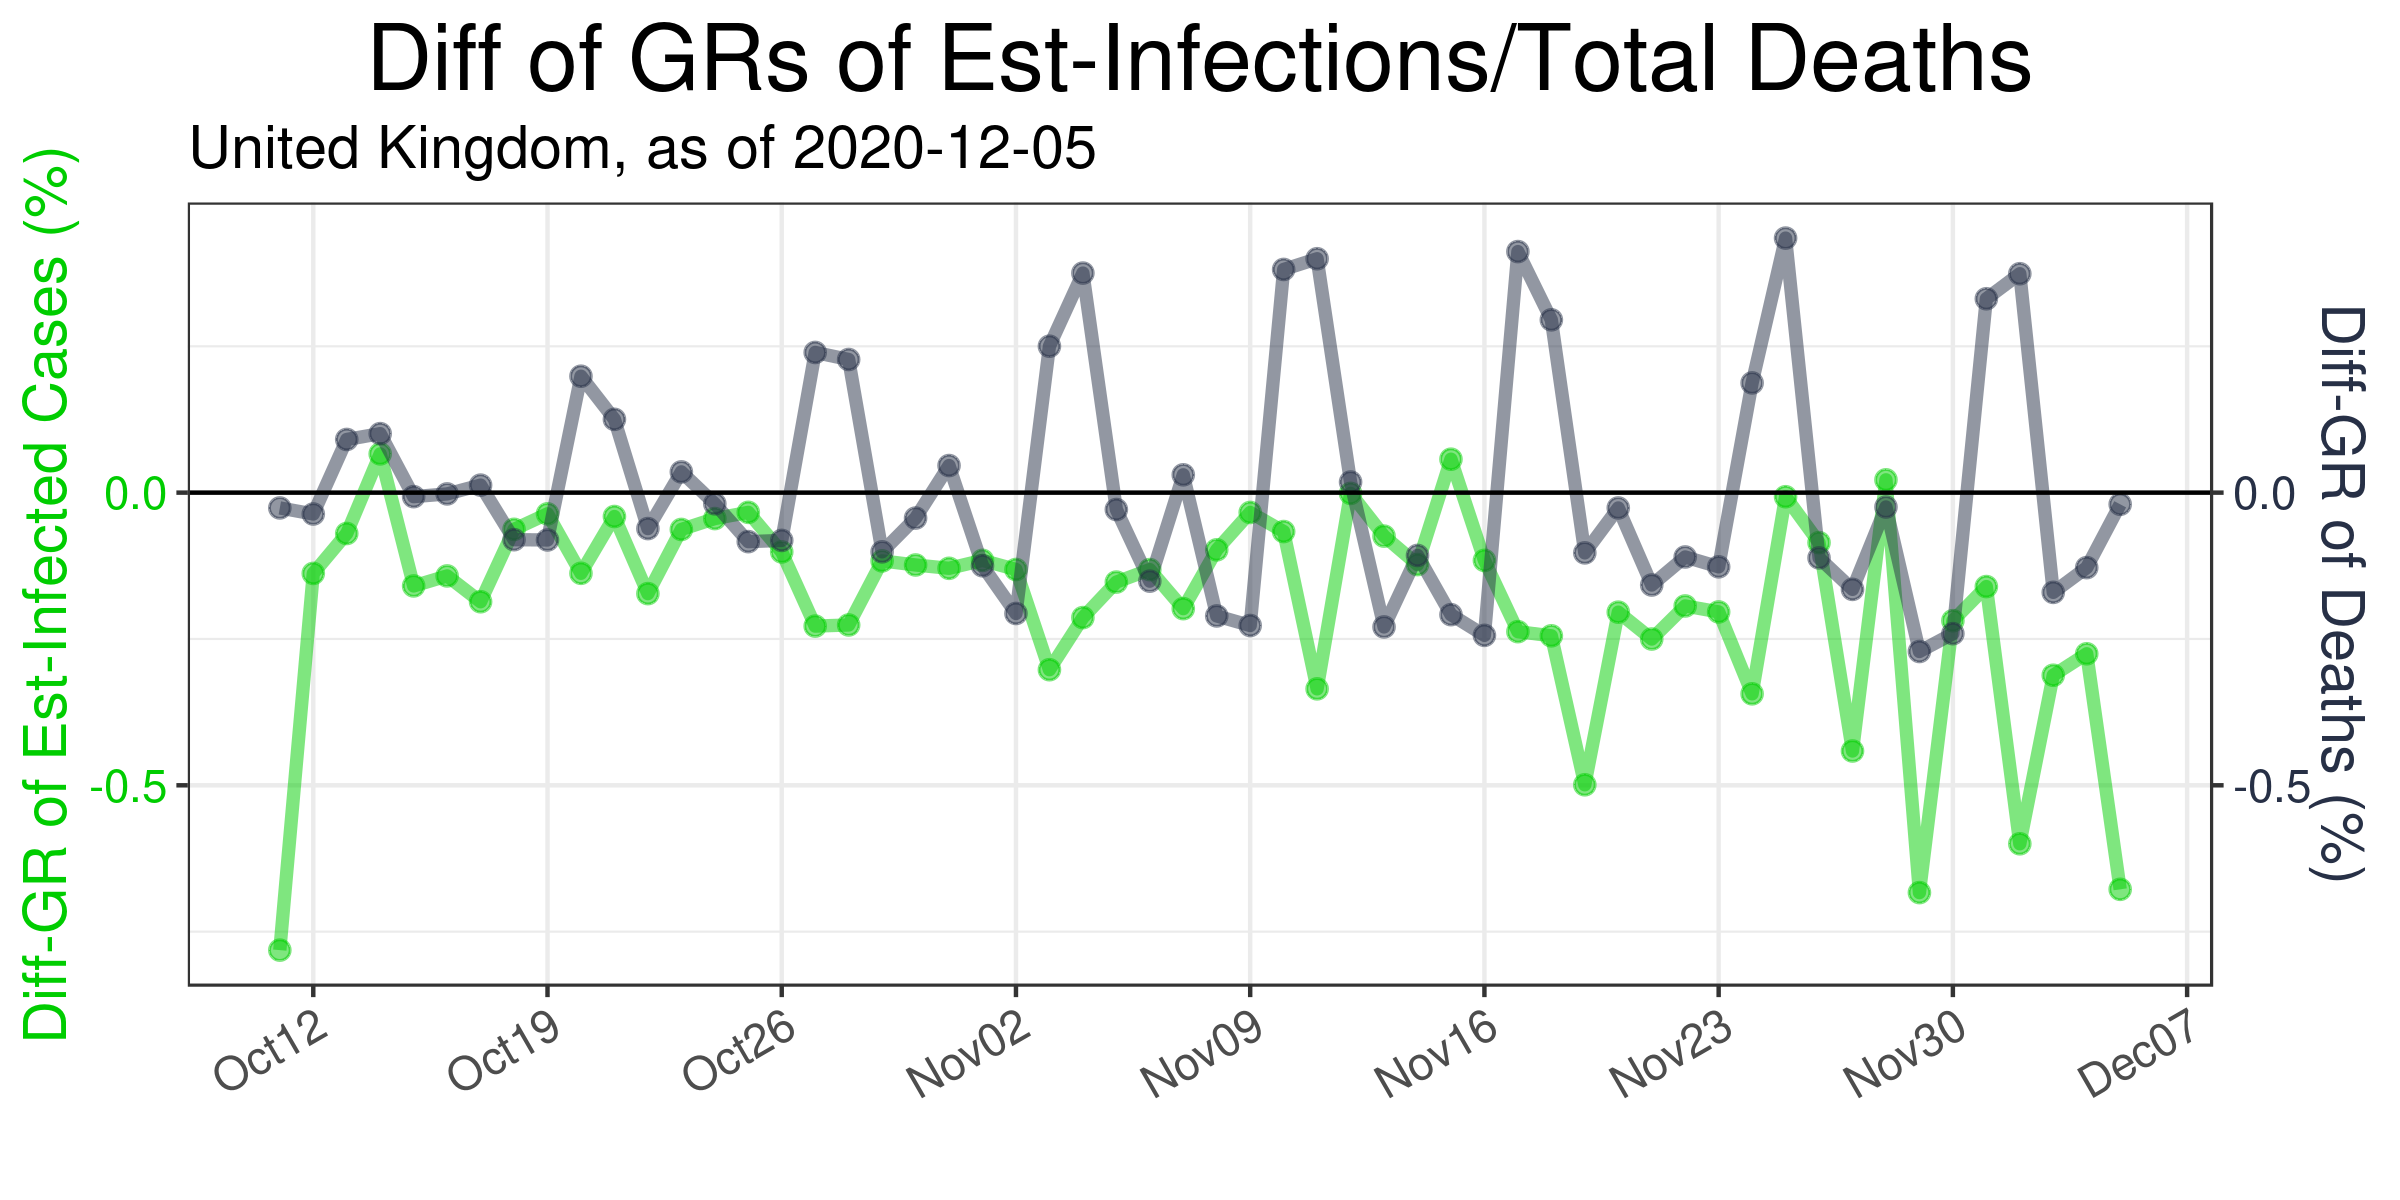 Diff of GRs of Est-Infections/Total Deaths
United Kingdom, as of 2020-12-05
Diff-GR of Est-Infected Cases (%)
0.0
-0.5
0.0
-0.5
Diff-GR of Deaths (%)
Oct12
Oct19
Oct26
Nov02
Nov09
Nov16
Nov23
Nov30
Dec07